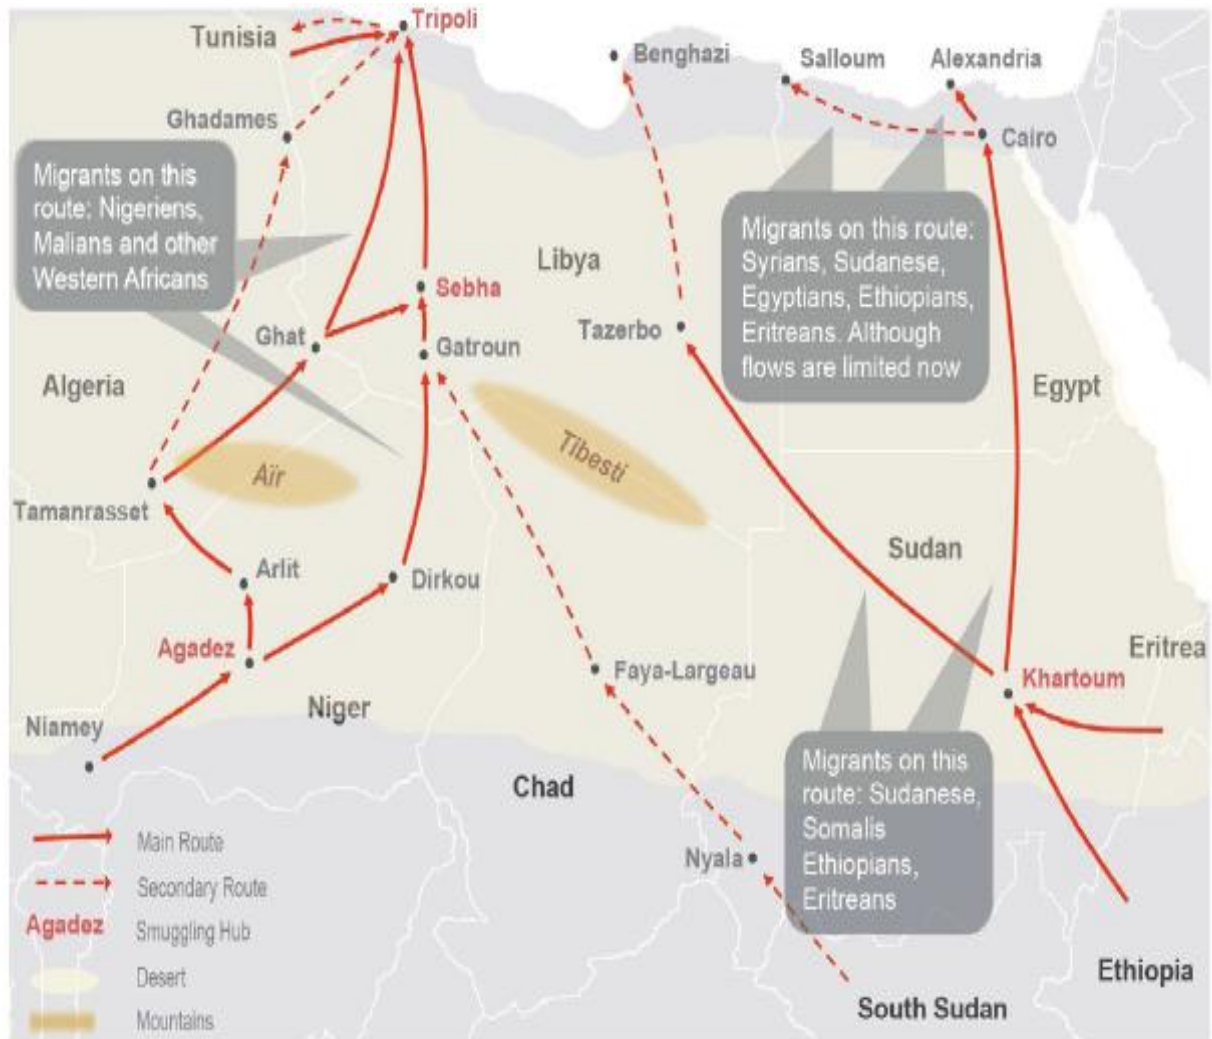 Tripoli
Tunisia
Benghazi
Salloum
Alexandria
Ghadames
Cairo
Migrants on this
route: Nigeriens,
Malians and other
Western Africans
Migrants on this route:
Syrians, Sudanese,
Egyptians, Ethiopians,
Eritreans. Although
flows are limited now
Libya
Sebha
Ghat
Gatroun
Tazerbo
Algeria
Egypt
Tibesti
Aïr
Tamanrasset
Sudan
Arlit
Dirkou
Agadez
Eritrea
Faya-Largeau
Khartoum
Niger
Niamey
Chad
Migrants on this
route: Sudanese,
Somalis
Ethiopians,
Eritreans
Nyala
Ethiopia
South Sudan
Main Route
Secondary Route
Agadez
Smuggling Hub
Desert
Mountains